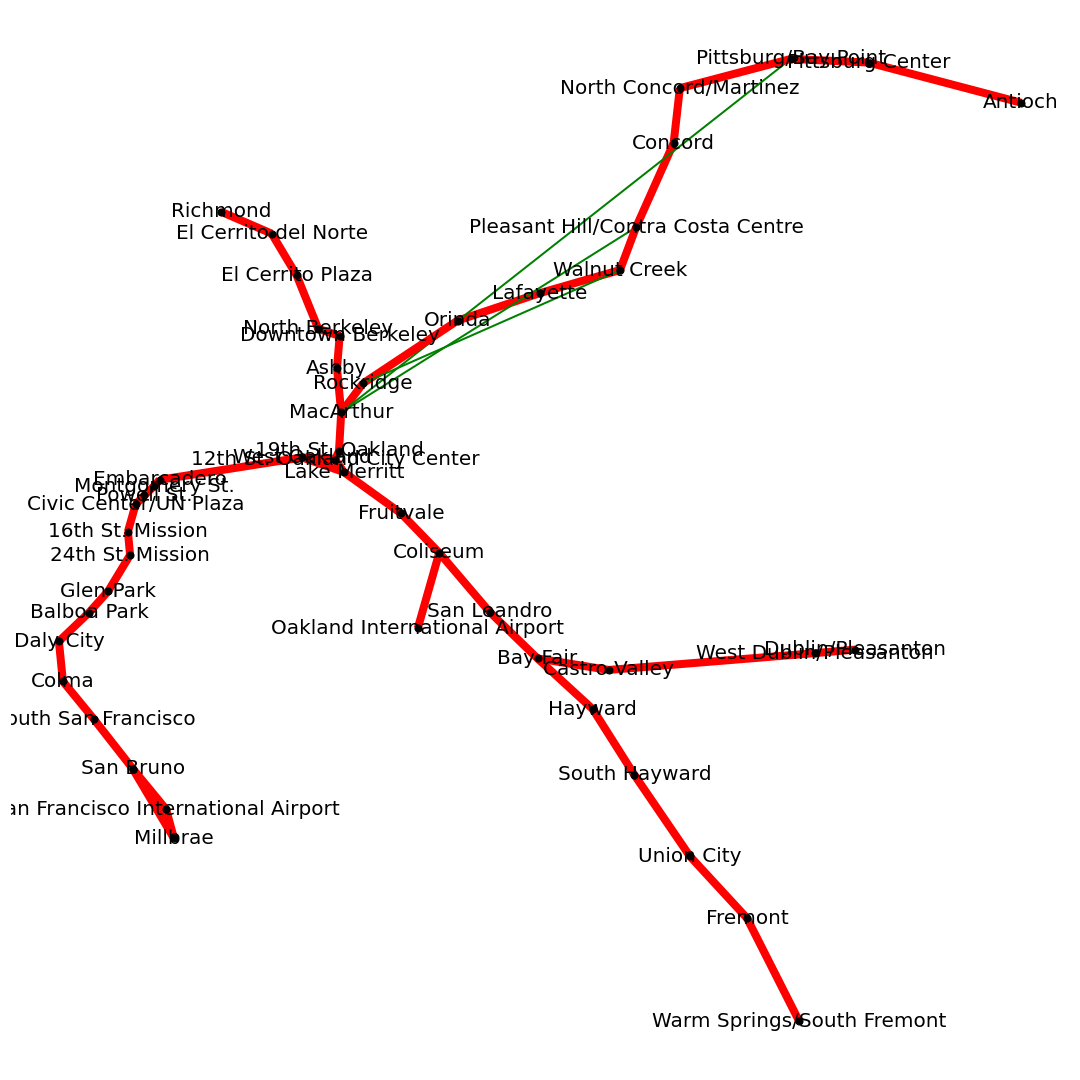 Pittsburg/Bay Point
Pittsburg Center
North Concord/Martinez
Antioch
Concord
Richmond
El Cerrito del Norte
Pleasant Hill/Contra Costa Centre
El Cerrito Plaza
Walnut Creek
Lafayette
Orinda
North Berkeley
Downtown Berkeley
Ashby
Rockridge
MacArthur
19th St. Oakland
West Oakland
12th St. Oakland City Center
Lake Merritt
Embarcadero
Montgomery St.
Powell St.
Civic Center/UN Plaza
Fruitvale
16th St. Mission
24th St. Mission
Coliseum
Glen Park
Balboa Park
San Leandro
Oakland International Airport
Daly City
Bay Fair
Dublin/Pleasanton
West Dublin/Pleasanton
Castro Valley
Colma
Hayward
outh San Francisco
San Bruno
South Hayward
an Francisco International Airport
Millbrae
Union City
Fremont
Warm Springs/South Fremont